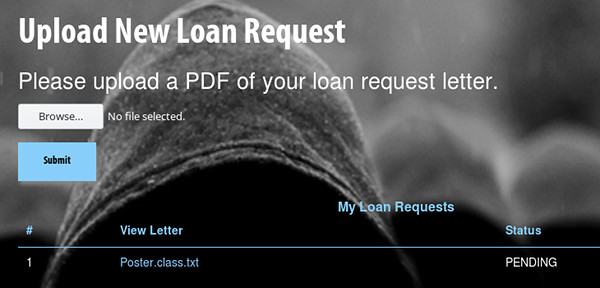 Upload New Loan Request
Please upload a PDF of your loan request letter.
Browse... No file selected.
Submit
My Loan Requests
# View Letter Status
1 Poster.class.txt PENDING